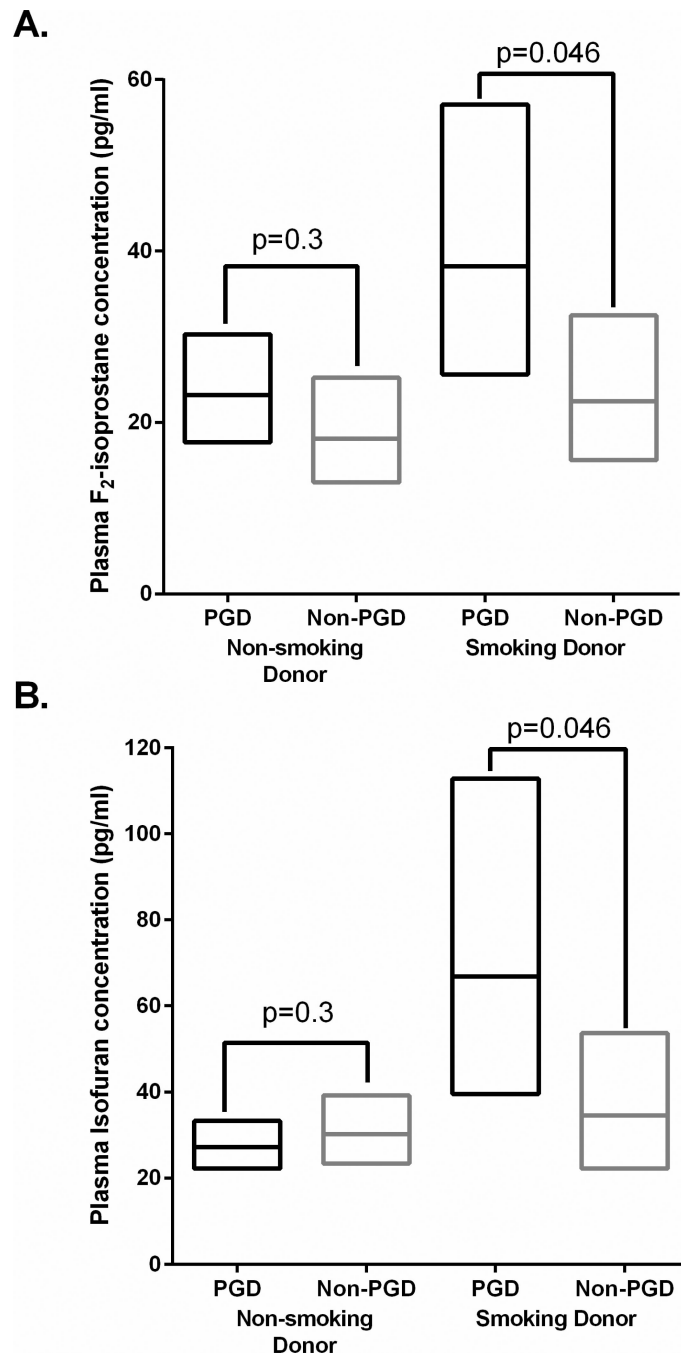 A.
Plasma F2-isoprostane concentration (pg/ml)
60
40
20
0
p=0.3
p=0.046
PGD
Non-PGD
PGD
Non-PGD
Non-smoking
Donor
Smoking Donor
B.
Plasma Isofuran concentration (pg/ml)
120
100
80
60
40
20
0
p=0.3
p=0.046
PGD
Non-PGD
PGD
Non-PGD
Non-smoking
Donor
Smoking Donor